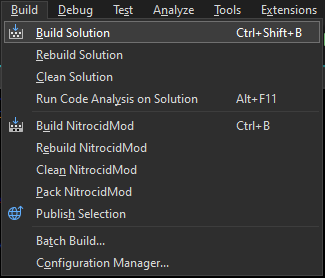 Build Debug Test Analyze Tools Extensions
Build Solution Ctrl+Shift+B
Rebuild Solution
Clean Solution
Run Code Analysis on Solution Alt+F11
Build NitrocidMod Ctrl+B
Rebuild NitrocidMod
Clean NitrocidMod
Pack NitrocidMod
Publish Selection
Batch Build...
Configuration Manager...